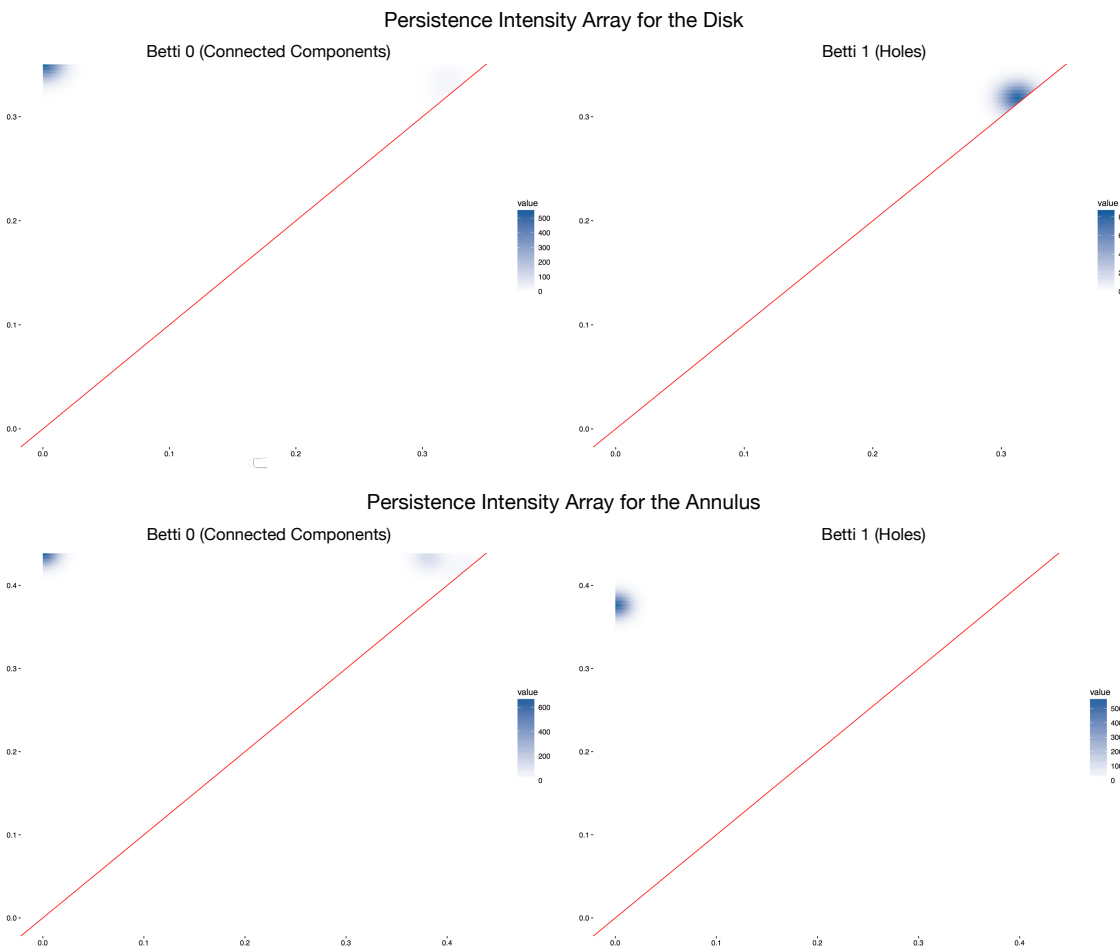 Persistence Intensity Array for the Disk
Betti 0 (Connected Components)
Betti 1 (Holes)
0.3
0.2
0.1
0.0
0.0 0.1 0.2 0.3
value
500
400
300
200
100
0
0.3
0.2
0.1
0.0
0.0 0.1 0.2 0.3
value
Persistence Intensity Array for the Annulus
Betti 0 (Connected Components)
Betti 1 (Holes)
0.4
0.3
0.2
0.1
0.0
0.0 0.1 0.2 0.3 0.4
value
600
400
200
0
0.4
0.3
0.2
0.1
0.0
0.0 0.1 0.2 0.3 0.4
value
0